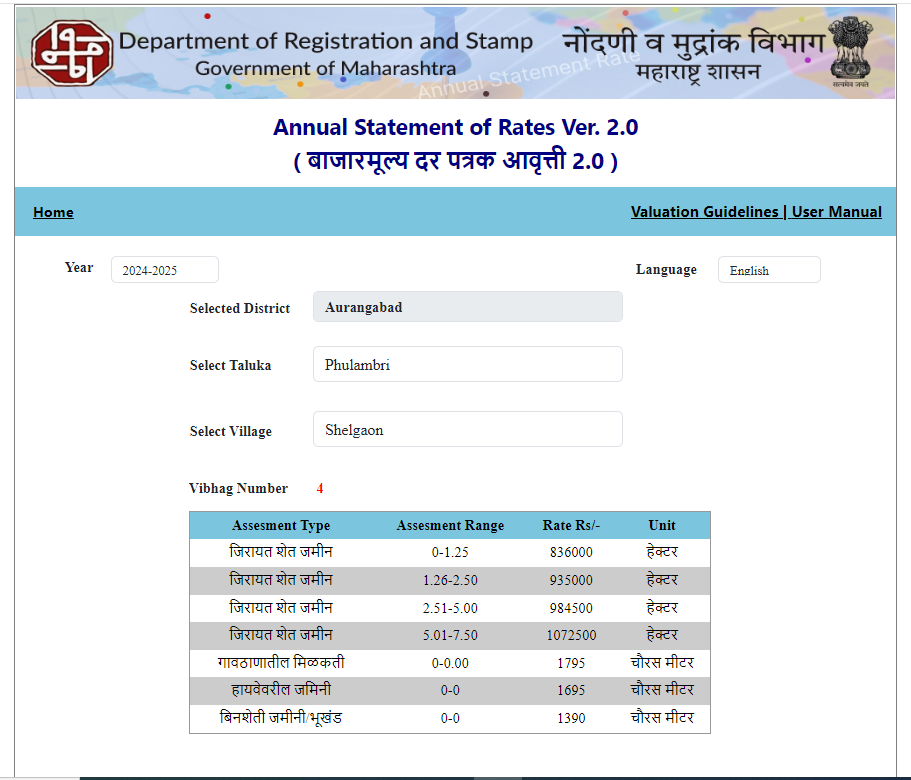 Department of Registration and Stamp
Government of Maharashtra
नोंदणी व मुद्रांक विभाग
महाराष्ट्र शासन
सत्यमेव जयते
Annual Statement Rate
Annual Statement of Rates Ver. 2.0
( बाजारमूल्य दर पत्रक आवृत्ती 2.0 )
Home Valuation Guidelines | User Manual
Year 2024-2025 Language English
Selected District Aurangabad
Select Taluka Phulambri
Select Village Shelgaon
Vibhag Number 4
Assesment Type Assesment Range Rate Rs/- Unit
जिरायत शेत जमीन 0-1.25 836000 हेक्टर
जिरायत शेत जमीन 1.26-2.50 935000 हेक्टर
जिरायत शेत जमीन 2.51-5.00 984500 हेक्टर
जिरायत शेत जमीन 5.01-7.50 1072500 हेक्टर
गावठाणातील मिळकती 0-0.00 1795 चौरस मीटर
हायवेवरील जमिनी 0-0 1695 चौरस मीटर
बिनशेती जमीनी/भूखंड 0-0 1390 चौरस मीटर